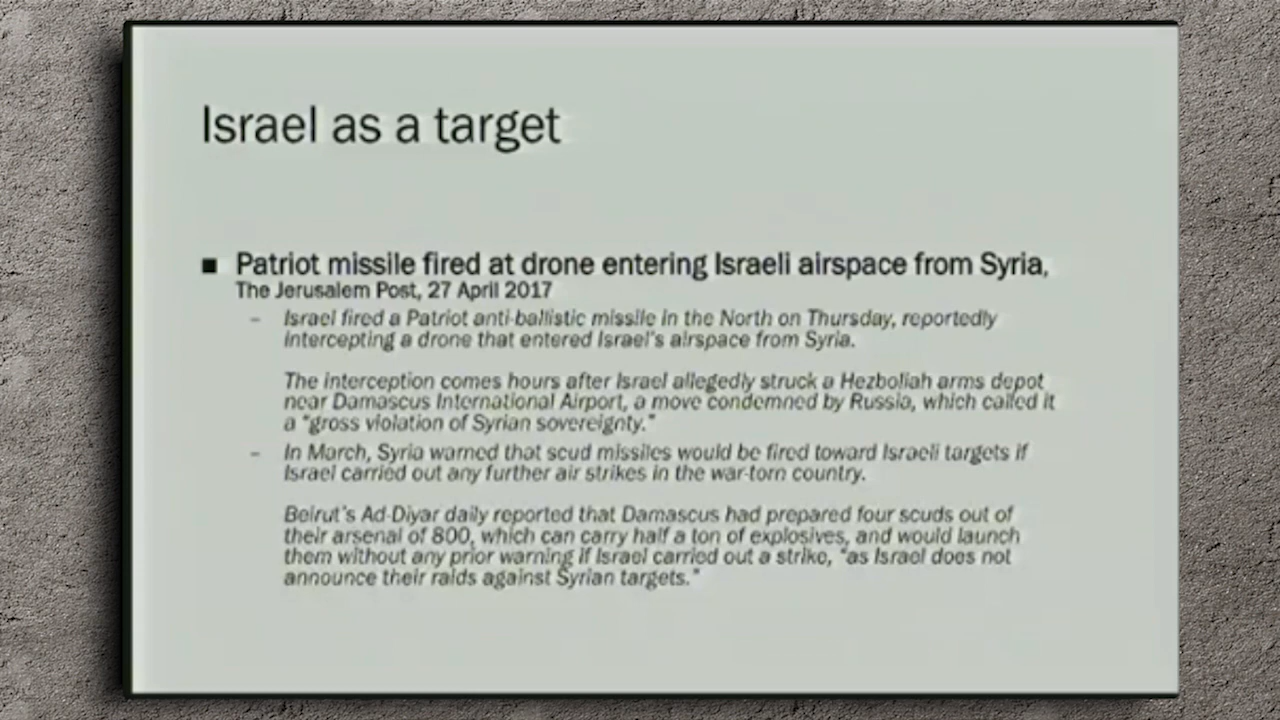 Israel as a target
■ Patriot missile fired at drone entering Israeli airspace from Syria,
The Jerusalem Post, 27 April 2017
– Israel fired a Patriot anti-ballistic missile in the North on Thursday, reportedly
intercepting a drone that entered Israel's airspace from Syria.
The interception comes hours after Israel allegedly struck a Hezbollah arms depot
near Damascus International Airport, a move condemned by Russia, which called it
a "gross violation of Syrian sovereignty."
– In March, Syria warned that scud missiles would be fired toward Israeli targets if
Israel carried out any further air strikes in the war-torn country.
Beirut's Ad-Diyar daily reported that Damascus had prepared four scuds out of
their arsenal of 800, which can carry half a ton of explosives, and would launch
them without any prior warning if Israel carried out a strike, "as Israel does not
announce their raids against Syrian targets."